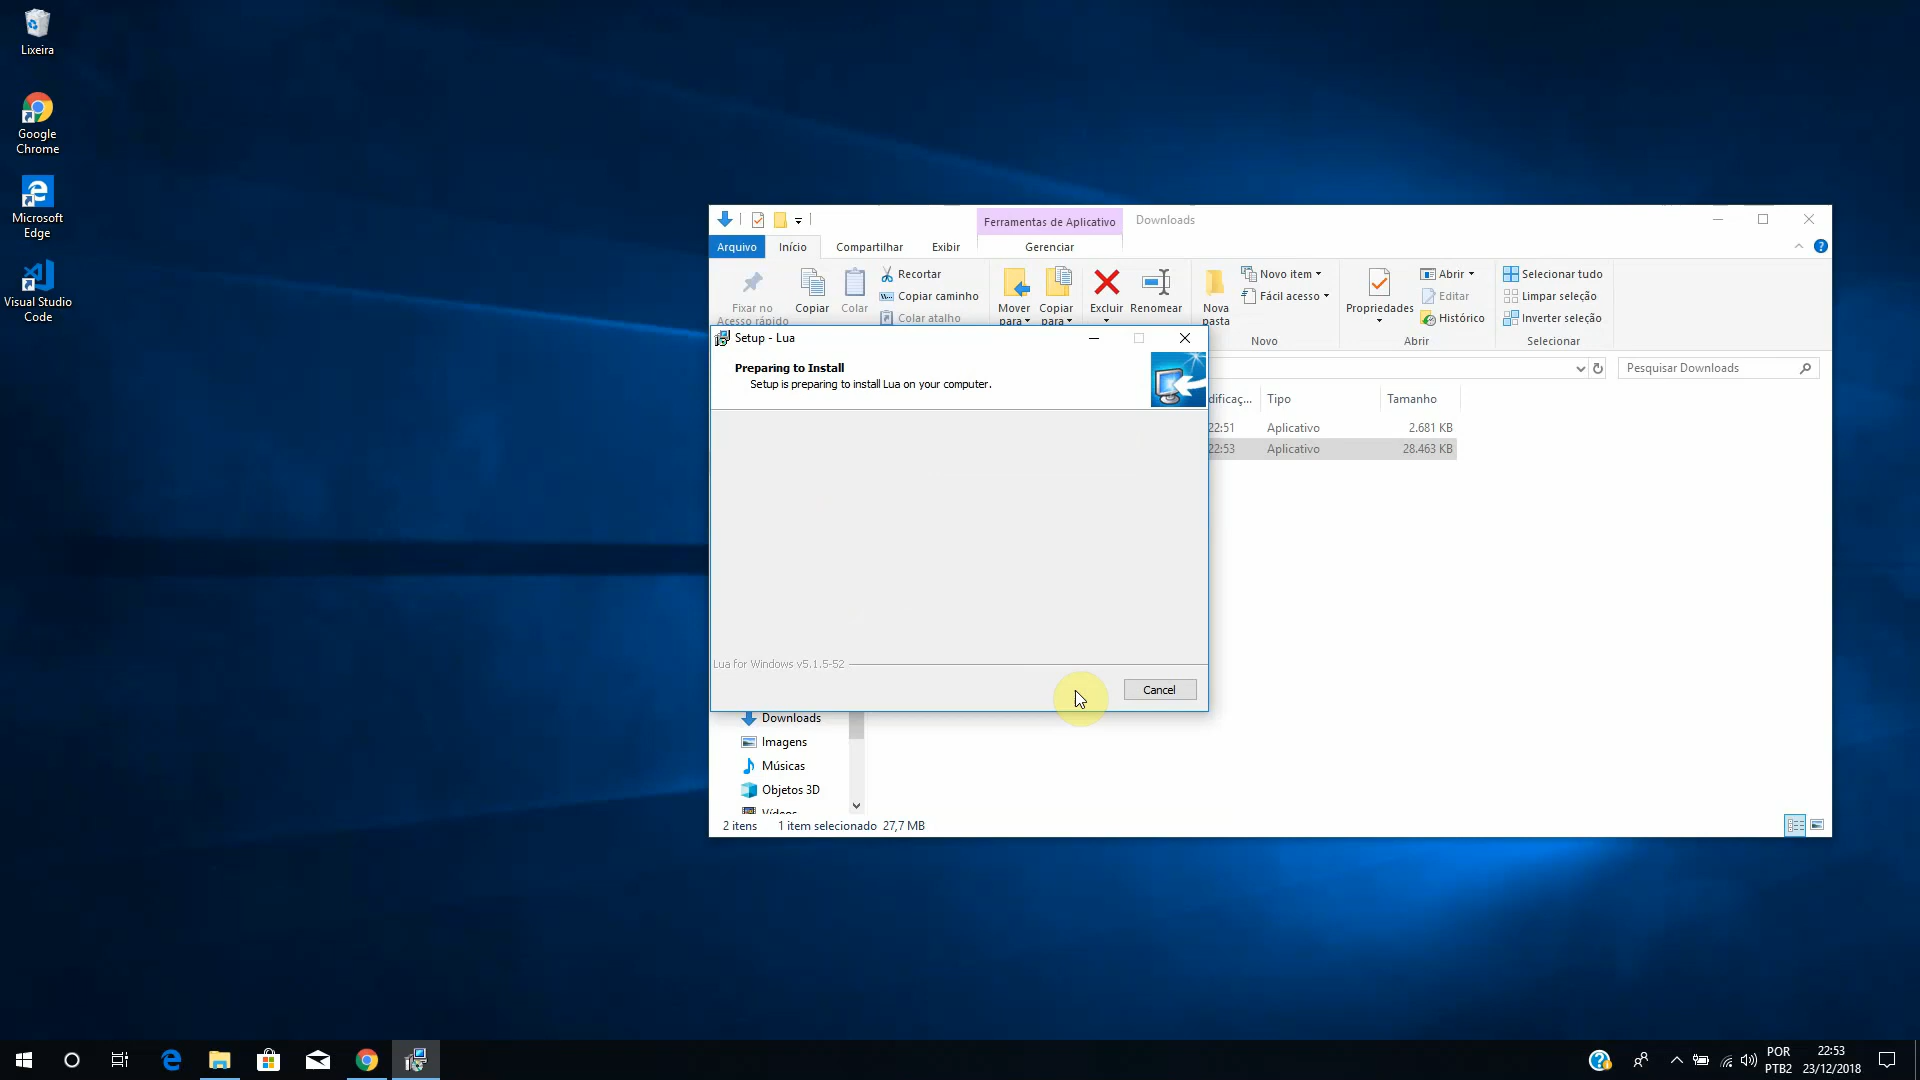 Lixeira
Google
Chrome
Microsoft
Edge
Visual Studio
Code
Ferramentas de Aplicativo
Downloads
Arquivo
Início
Compartilhar
Exibir
Gerenciar
Fixar no
Acesso rápido
Copiar
Colar
Recortar
Copiar caminho
Colar atalho
Mover
para
Copiar
para
Excluir
Renomear
Nova
pasta
Novo item
Fácil acesso
Novo
Propriedades
Abrir
Editar
Histórico
Abrir
Selecionar tudo
Limpar seleção
Inverter seleção
Selecionar
Setup - Lua
Preparing to Install
Setup is preparing to install Lua on your computer.
Lua for Windows v5.1.5-52
Cancel
Pesquisar Downloads
dificaç...
Tipo
Tamanho
22:51
Aplicativo
2.681 KB
22:53
Aplicativo
28.463 KB
Downloads
Imagens
Músicas
Objetos 3D
Vídeos
2 itens
1 item selecionado 27,7 MB
POR
PTB2
22:53
23/12/2018